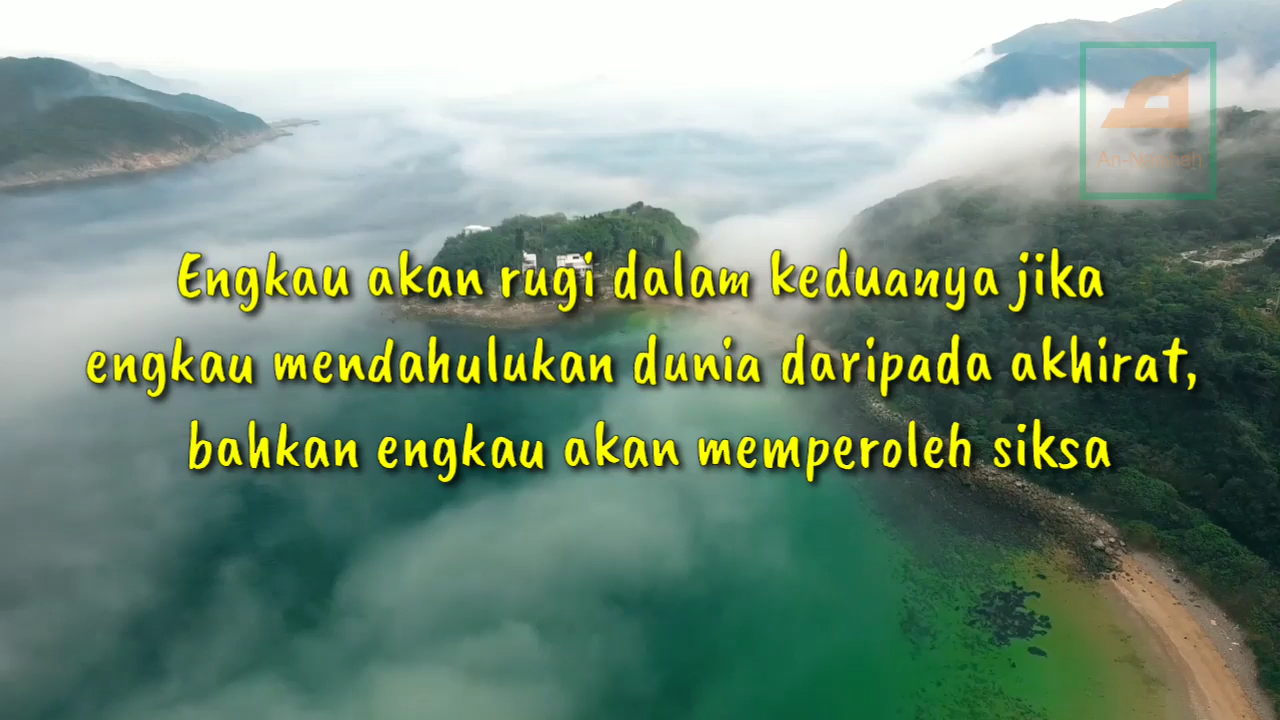 Engkau akan rugi dalam keduanya jika
engkau mendahulukan dunia daripada akhirat,
bahkan engkau akan memperoleh siksa